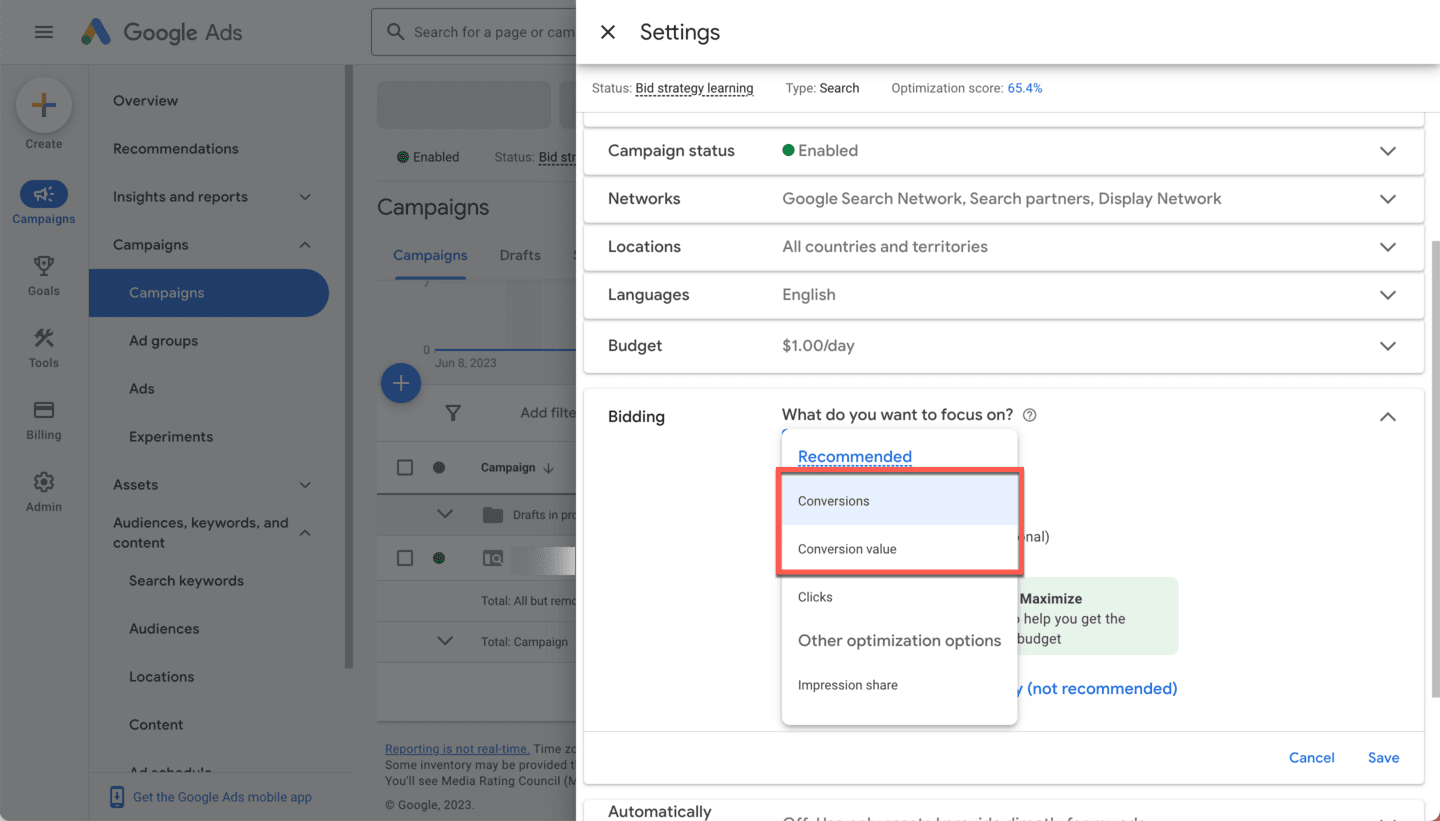 Google Ads
Search for a page or cam
Create
Campaigns
Goals
Tools
Billing
Admin
Overview
Recommendations
Insights and reports
Campaigns
Campaigns
Ad groups
Ads
Experiments
Assets
Audiences, keywords, and
content
Search keywords
Audiences
Locations
Content
Ad schedule
Get the Google Ads mobile app
Enabled
Status: Bid str
Campaigns
Campaigns
Drafts
7
0
Jun 8, 2023
Add filte
Campaign
Drafts in pro
Total: All but remo
Total: Campaign
Reporting is not real-time. Time zo
Some inventory may be provided t
You'll see Media Rating Council (M
© Google, 2023.
Settings
Status: Bid strategy learning
Type: Search
Optimization score: 65.4%
Campaign status
Enabled
Networks
Google Search Network, Search partners, Display Network
Locations
All countries and territories
Languages
English
Budget
$1.00/day
Bidding
What do you want to focus on?
Recommended
Conversions
Conversion value
Clicks
Other optimization options
Impression share
onal)
Maximize
help you get the
budget
y (not recommended)
Cancel
Save
Automatically